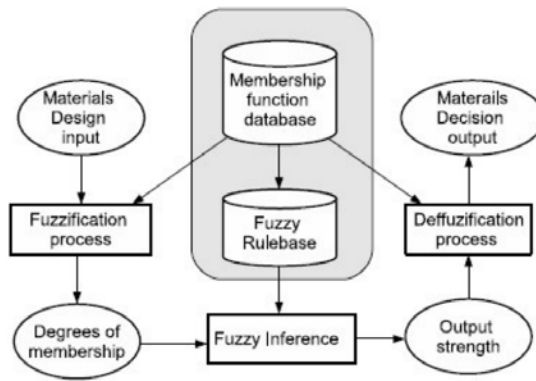 Materials
Design
input
Membership
function
database
Materails
Decision
output
Fuzzification
process
Fuzzy
Rulebase
Deffuzification
process
Degrees of
membership
Fuzzy Inference
Output
strength